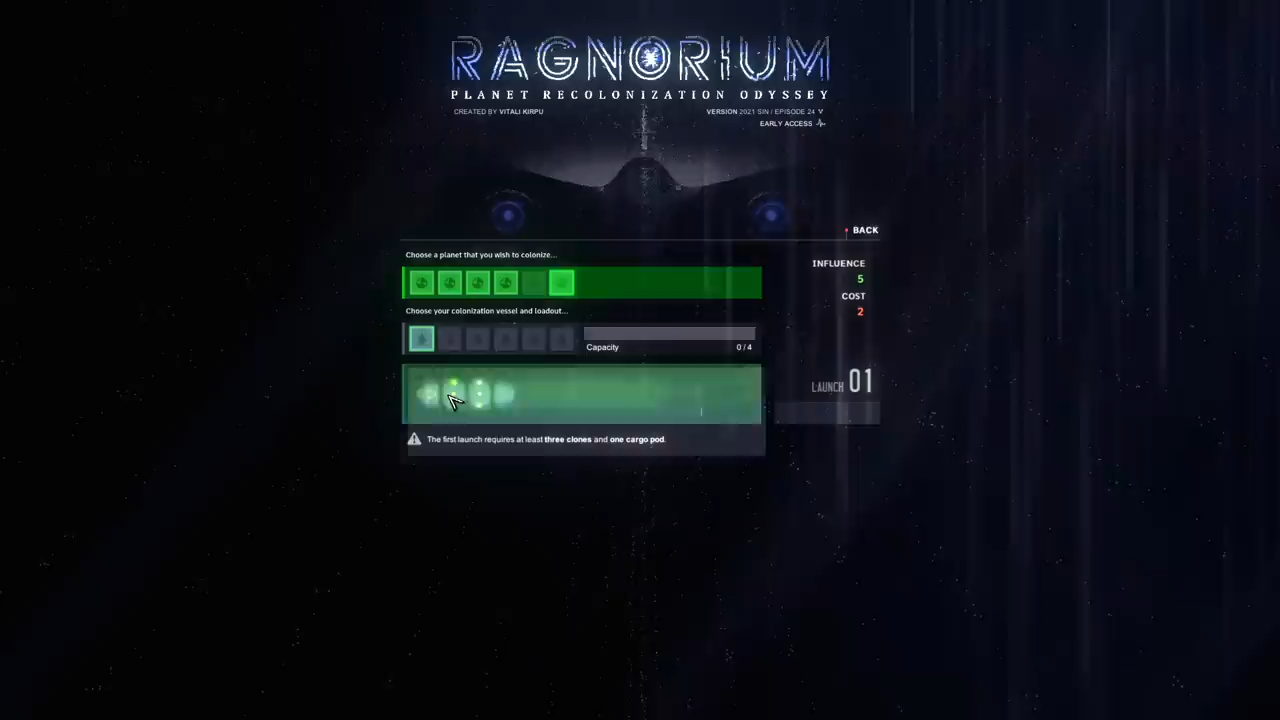 RAGNORIUM
PLANET RECOLONIZATION ODYSSEY
CREATED BY VITALI KIRPU
VERSION 2021 SIN / EPISODE 24 V
EARLY ACCESS
BACK
Choose a planet that you wish to colonize...
INFLUENCE
5
COST
2
Choose your colonization vessel and loadout...
Capacity 0 / 4
LAUNCH 01
The first launch requires at least three clones and one cargo pod.